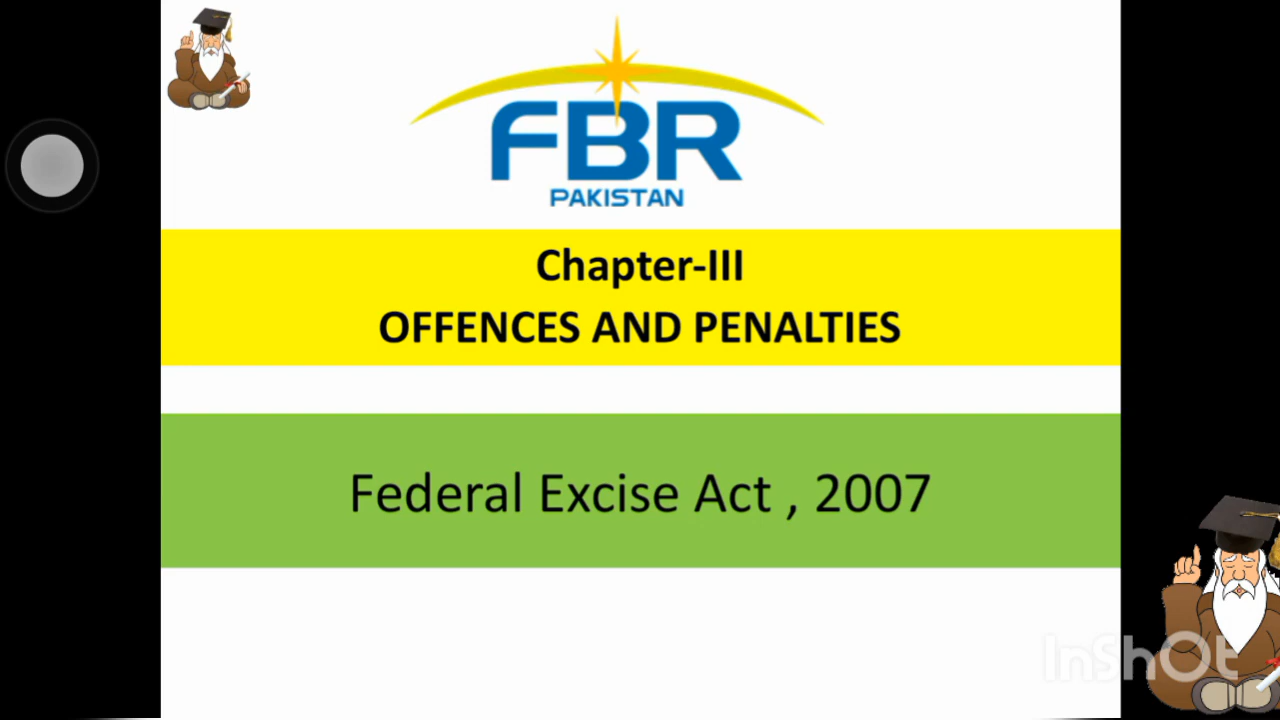 FBR
PAKISTAN
Chapter-III
OFFENCES AND PENALTIES
Federal Excise Act , 2007
InShOt